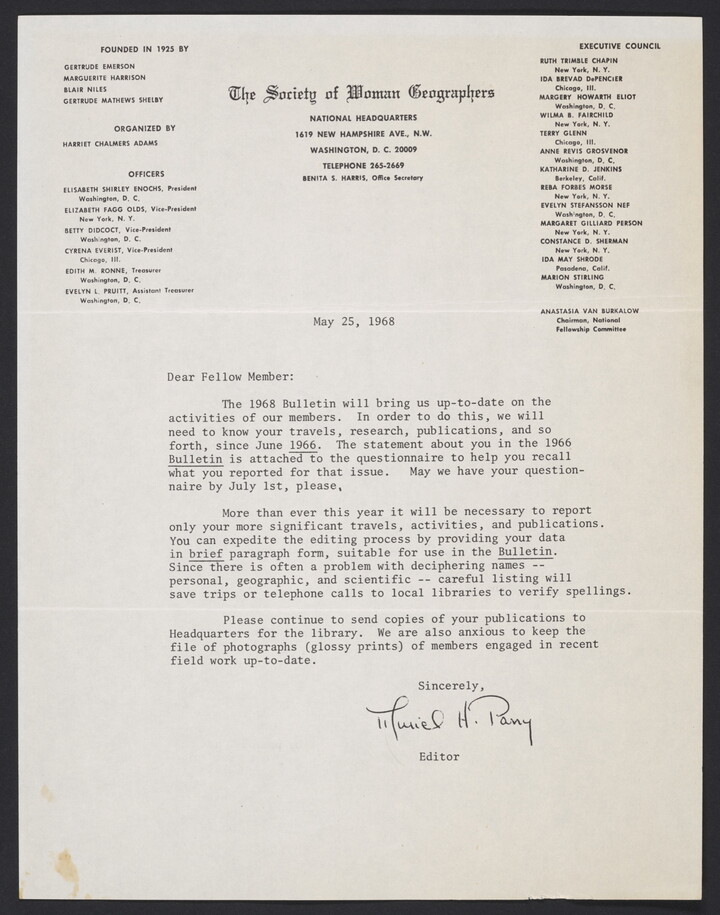 FOUNDED IN 1925 BY
GERTRUDE EMERSON
MARGUERITE HARRISON
BLAIR NILES
GERTRUDE MATHEWS SHELBY
ORGANIZED BY
HARRIET CHALMERS ADAMS
OFFICERS
ELISABETH SHIRLEY ENOCHS, President
Washington, D. C.
ELIZABETH FAGG OLDS, Vice-President
New York, N. Y.
BETTY DIDCOCT, Vice-President
Washington, D. C.
CYRENA EVERIST, Vice-President
Chicago, Ill.
EDITH M. RONNE, Treasurer
Washington, D. C.
EVELYN L. PRUITT, Assistant Treasurer
Washington, D. C.
The Society of Woman Geographers
NATIONAL HEADQUARTERS
1619 NEW HAMPSHIRE AVE., N.W.
WASHINGTON, D. C. 20009
TELEPHONE 265-2669
BENITA S. HARRIS, Office Secretary
EXECUTIVE COUNCIL
RUTH TRIMBLE CHAPIN
New York, N. Y.
IDA BREVAD DePENCIER
Chicago, Ill.
MARGERY HOWARTH ELIOT
Washington, D. C.
WILMA B. FAIRCHILD
New York, N. Y.
TERRY GLENN
Chicago, Ill.
ANNE REVIS GROSVENOR
Washington, D. C.
KATHARINE D. JENKINS
Berkeley, Calif.
REBA FORBES MORSE
New York, N. Y.
EVELYN STEFANSSON NEF
Washington, D. C.
MARGARET GILLIARD PERSON
New York, N. Y.
CONSTANCE D. SHERMAN
New York, N. Y.
IDA MAY SHRODE
Pasadena, Calif.
MARION STIRLING
Washington, D. C.
ANASTASIA VAN BURKALOW
Chairman, National
Fellowship Committee
May 25, 1968
Dear Fellow Member:
The 1968 Bulletin will bring us up-to-date on the
activities of our members. In order to do this, we will
need to know your travels, research, publications, and so
forth, since June 1966. The statement about you in the 1966
Bulletin is attached to the questionnaire to help you recall
what you reported for that issue. May we have your question-
naire by July 1st, please.
More than ever this year it will be necessary to report
only your more significant travels, activities, and publications.
You can expedite the editing process by providing your data
in brief paragraph form, suitable for use in the Bulletin.
Since there is often a problem with deciphering names --
personal, geographic, and scientific -- careful listing will
save trips or telephone calls to local libraries to verify spellings.
Please continue to send copies of your publications to
Headquarters for the library. We are also anxious to keep the
file of photographs (glossy prints) of members engaged in recent
field work up-to-date.
Sincerely,
Muriel H. Parry
Editor